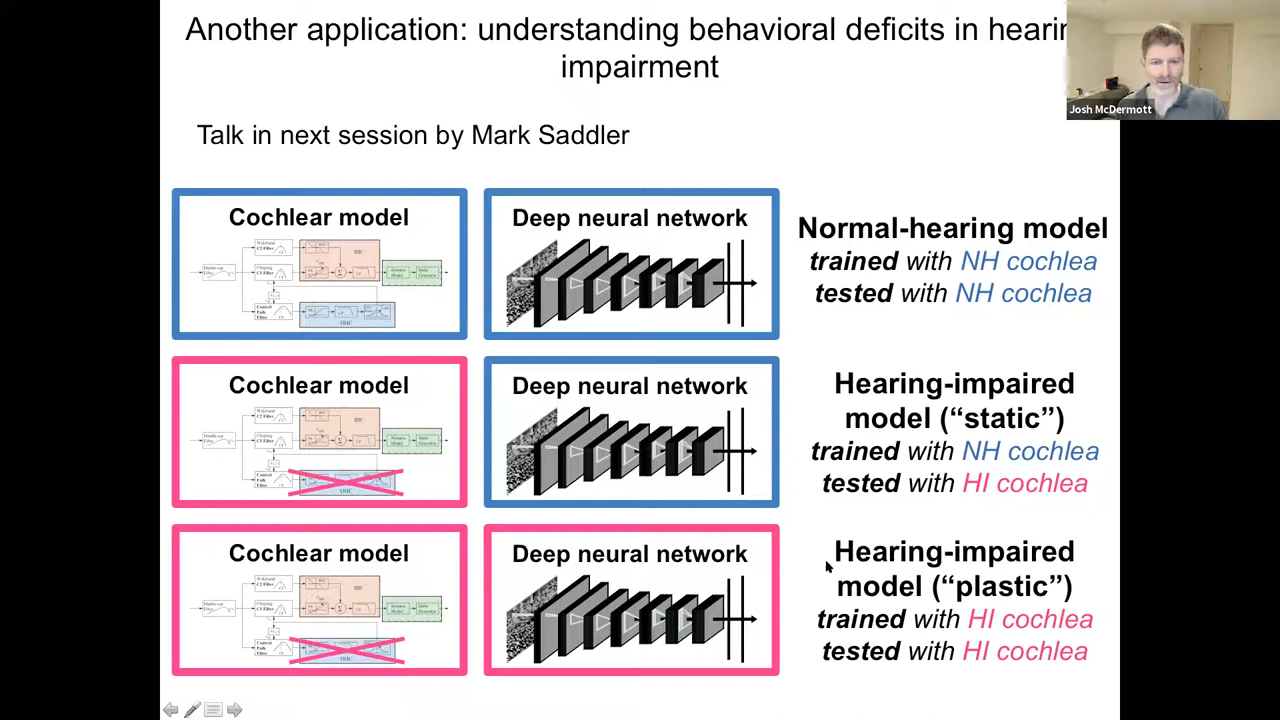 Another application: understanding behavioral deficits in hearin
impairment
Josh McDermott
Talk in next session by Mark Saddler
Cochlear model
Deep neural network
Normal-hearing model
trained with NH cochlea
tested with NH cochlea
Cochlear model
Deep neural network
Hearing-impaired
model (“static”)
trained with NH cochlea
tested with HI cochlea
Cochlear model
Deep neural network
Hearing-impaired
model (“plastic”)
trained with HI cochlea
tested with HI cochlea